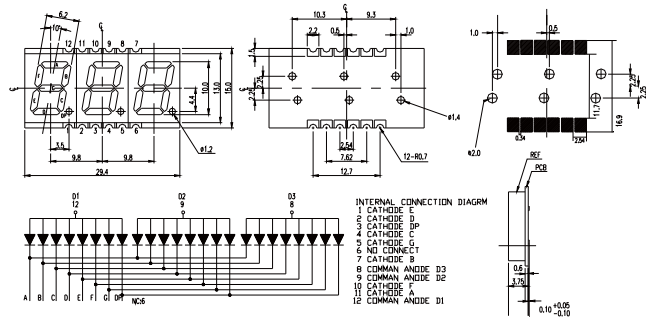 6.2
10°
12 11 10 9 8 7
A
F B
G
E C
D DP
1 2 3 4 5 6
4.4
10.0
13.0
16.0
3.5
ø1.2
9.8 9.8
29.4
10.3 9.3
2.2 0.5 1.0
1.5
2.25
ø1.4
2.54 12-R0.7
7.62
12.7
1.0 0.5
2.25
2.25
11.7
16.9
ø2.0
0.34 2.54
REF
PCB
0.6
3.75
0.10 +0.05
-0.10
D1 D2 D3
12 9 8
A B C D E F G DP NC:6
INTERNAL CONNECTION DIAGRM
1 CATHODE E
2 CATHODE D
3 CATHODE DP
4 CATHODE C
5 CATHODE G
6 NO CONNECT
7 CATHODE B
8 COMMAN ANODE D3
9 COMMAN ANODE D2
10 CATHODE F
11 CATHODE A
12 COMMAN ANODE D1